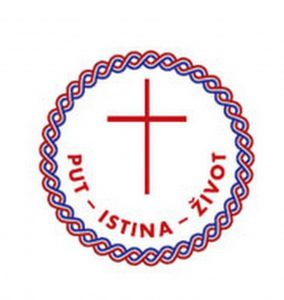 PUT – ISTINA – ŽIVOT